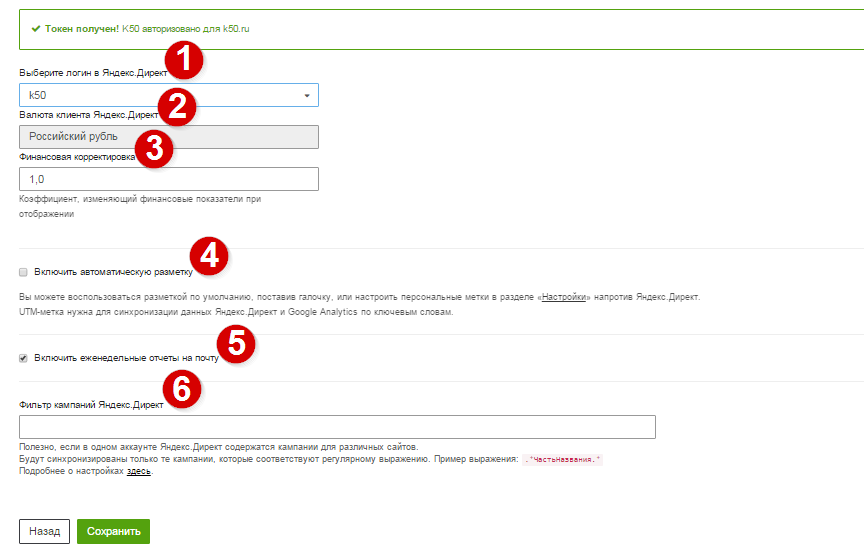 Токен получен! K50 авторизовано для k50.ru
1
Выберите логин в Яндекс.Директ
k50
2
Валюта клиента Яндекс.Директ
Российский рубль
3
Финансовая корректировка
1,0
Коэффициент, изменяющий финансовые показатели при
отображении
4
Включить автоматическую разметку
Вы можете воспользоваться разметкой по умолчанию, поставив галочку, или настроить персональные метки в разделе «Настройки» напротив Яндекс.Директ.
UTM-метка нужна для синхронизации данных Яндекс.Директ и Google Analytics по ключевым словам.
5
Включить еженедельные отчеты на почту
6
Фильтр кампаний Яндекс.Директ
Полезно, если в одном аккаунте Яндекс.Директ содержатся кампании для различных сайтов.
Будут синхронизированы только те кампании, которые соответствуют регулярному выражению. Пример выражения: .*ЧастьНазвания.*
Подробнее о настройках здесь.
Назад
Сохранить